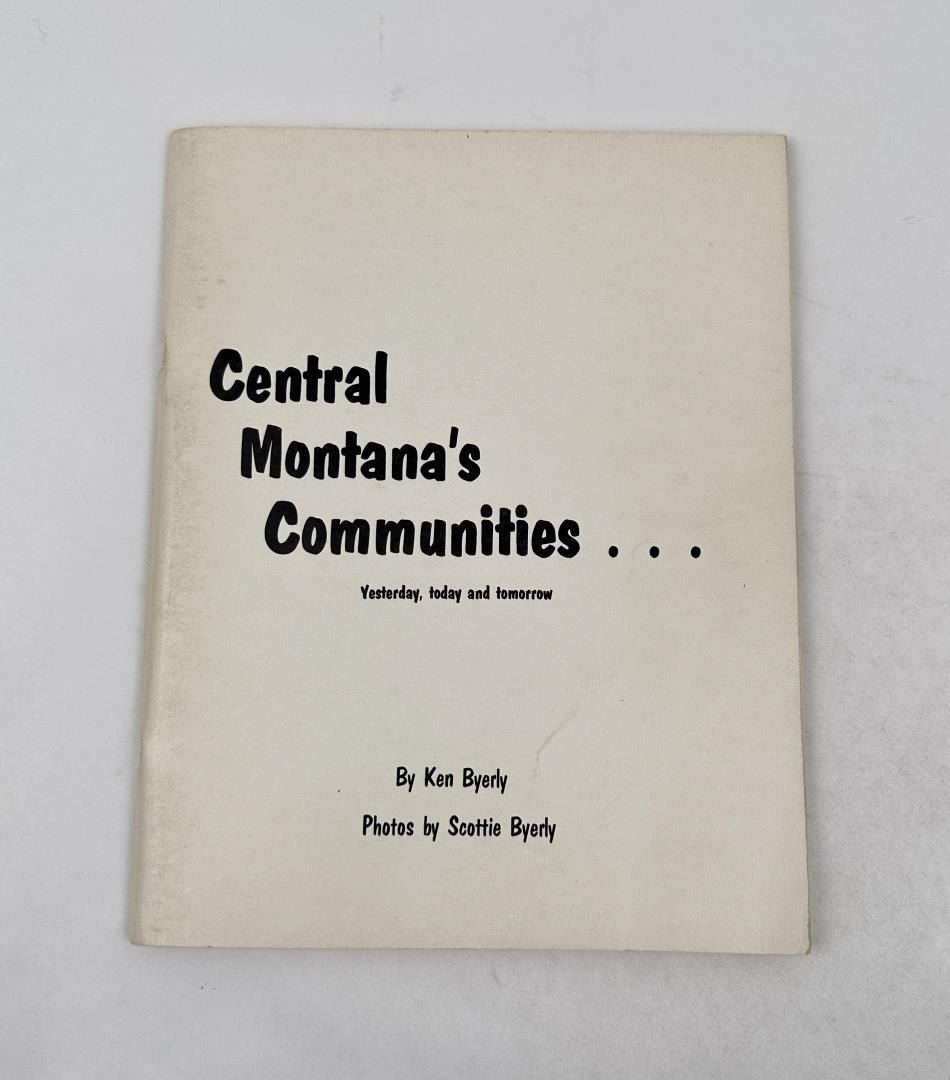 Central
Montana's
Communities . . .
Yesterday, today and tomorrow
By Ken Byerly
Photos by Scottie Byerly